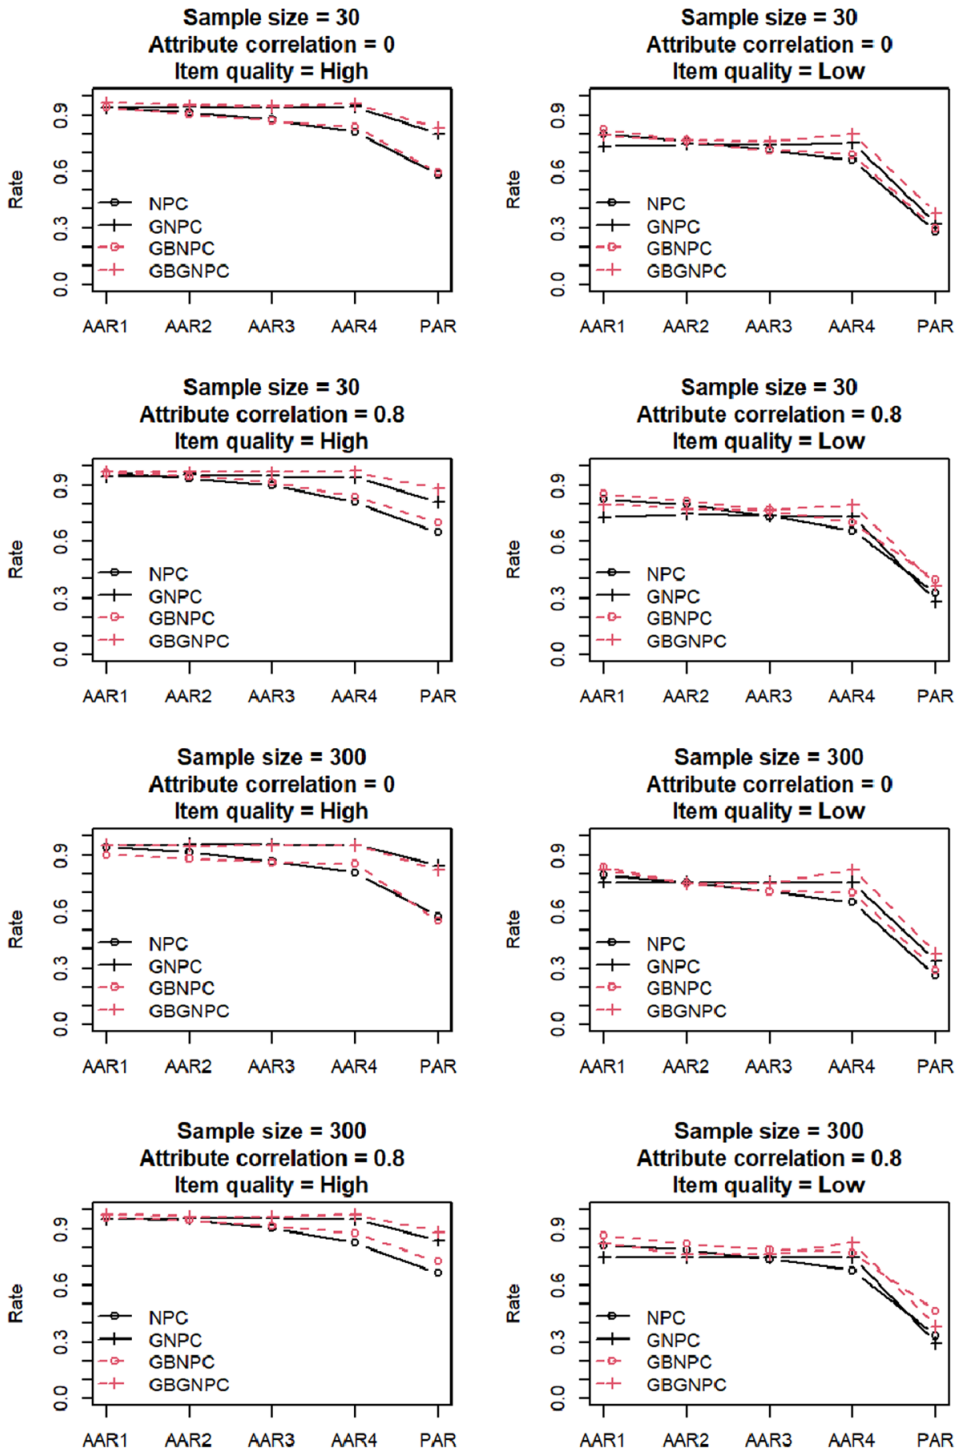 Sample size = 30
Attribute correlation = 0
Item quality = High
Rate
0.9
0.6
0.3
0.0
NPC
GNPC
GBNPC
GBGNPC
AAR1 AAR2 AAR3 AAR4 PAR
Sample size = 30
Attribute correlation = 0
Item quality = Low
Rate
0.9
0.6
0.3
0.0
NPC
GNPC
GBNPC
GBGNPC
AAR1 AAR2 AAR3 AAR4 PAR
Sample size = 30
Attribute correlation = 0.8
Item quality = High
Rate
0.9
0.6
0.3
0.0
NPC
GNPC
GBNPC
GBGNPC
AAR1 AAR2 AAR3 AAR4 PAR
Sample size = 30
Attribute correlation = 0.8
Item quality = Low
Rate
0.9
0.6
0.3
0.0
NPC
GNPC
GBNPC
GBGNPC
AAR1 AAR2 AAR3 AAR4 PAR
Sample size = 300
Attribute correlation = 0
Item quality = High
Rate
0.9
0.6
0.3
0.0
NPC
GNPC
GBNPC
GBGNPC
AAR1 AAR2 AAR3 AAR4 PAR
Sample size = 300
Attribute correlation = 0
Item quality = Low
Rate
0.9
0.6
0.3
0.0
NPC
GNPC
GBNPC
GBGNPC
AAR1 AAR2 AAR3 AAR4 PAR
Sample size = 300
Attribute correlation = 0.8
Item quality = High
Rate
0.9
0.6
0.3
0.0
NPC
GNPC
GBNPC
GBGNPC
AAR1 AAR2 AAR3 AAR4 PAR
Sample size = 300
Attribute correlation = 0.8
Item quality = Low
Rate
0.9
0.6
0.3
0.0
NPC
GNPC
GBNPC
GBGNPC
AAR1 AAR2 AAR3 AAR4 PAR